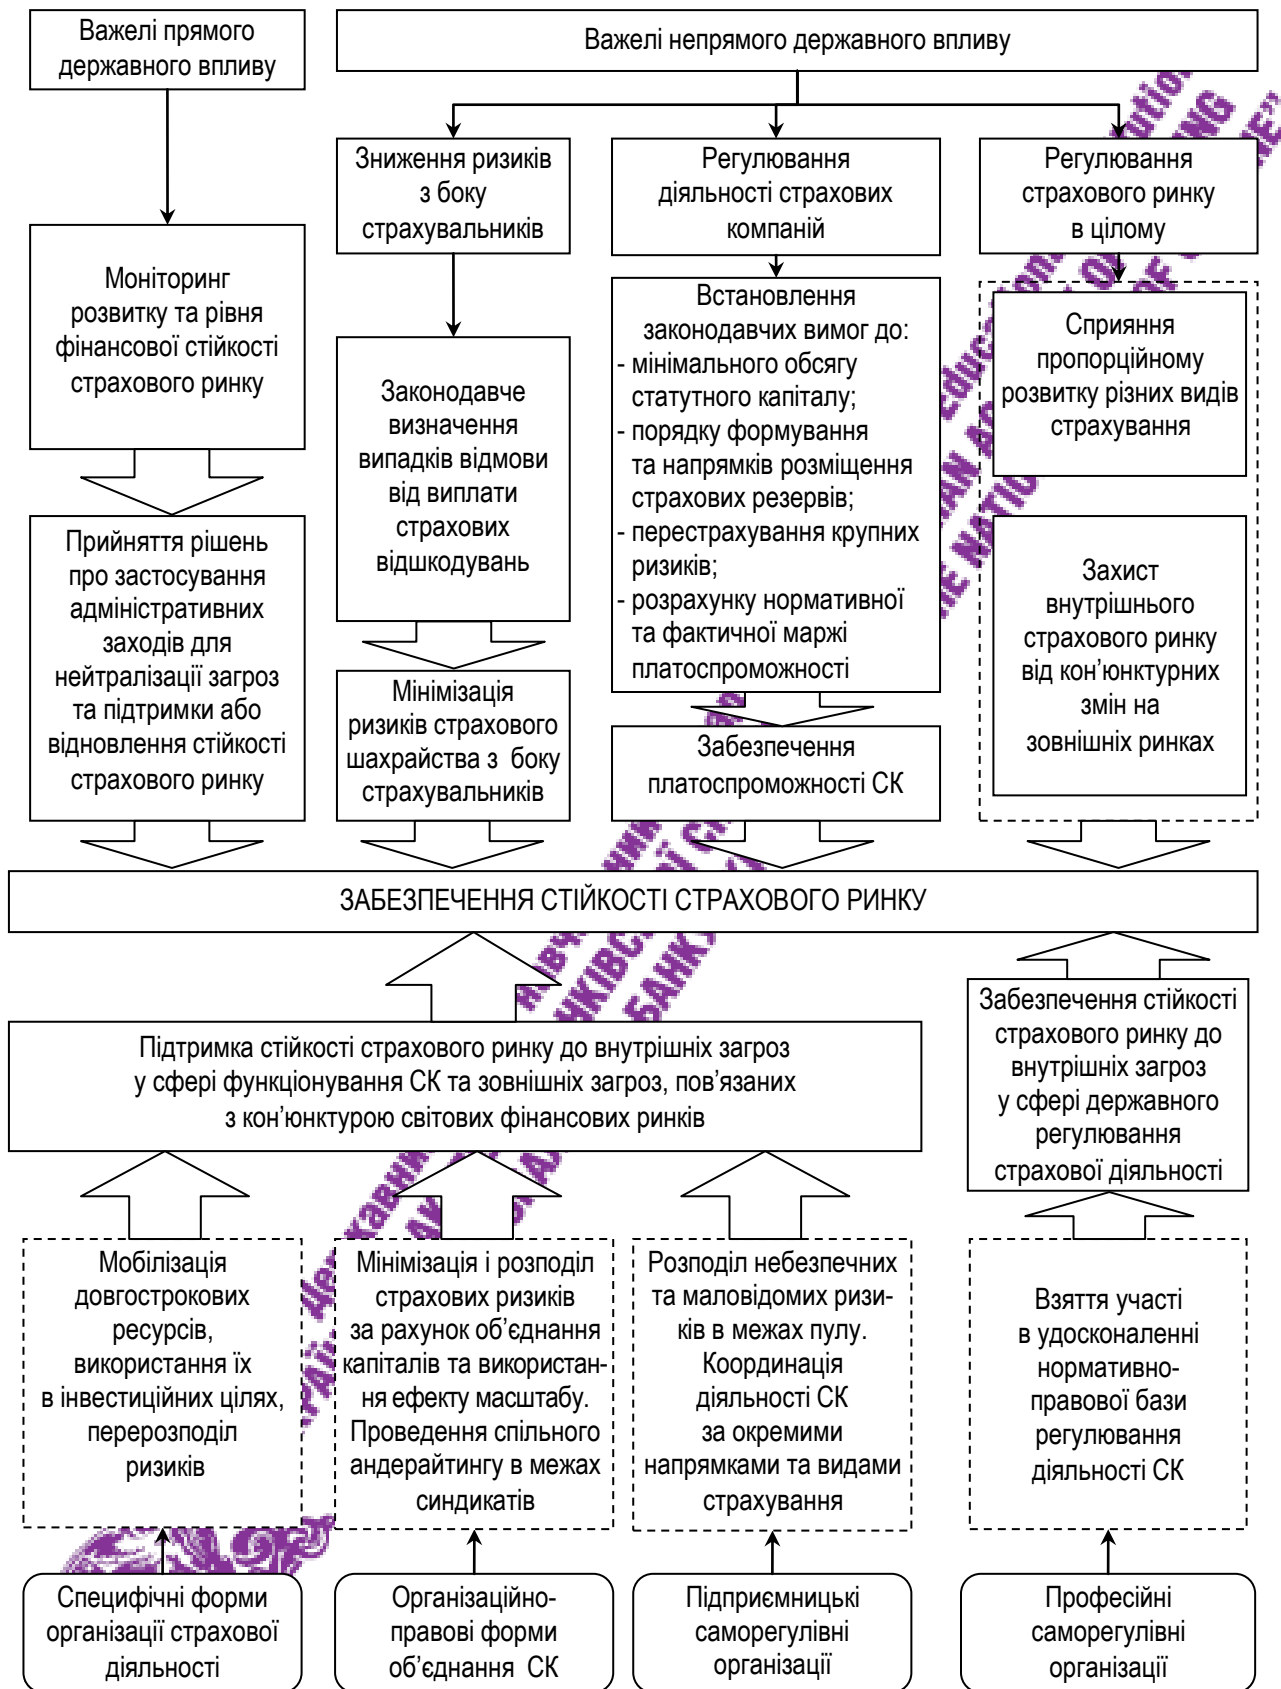 Важелі прямого
державного впливу
Важелі непрямого державного впливу
Зниження ризиків
з боку
страхувальників
Регулювання
діяльності страхових
компаній
Регулювання
страхового ринку
в цілому
Моніторинг
розвитку та рівня
фінансової стійкості
страхового ринку
Законодавче
визначення
випадків відмови
від виплати
страхових
відшкодувань
Встановлення
законодавчих вимог до:
- мінімального обсягу
статутного капіталу;
- порядку формування
та напрямків розміщення
страхових резервів;
- перестрахування крупних
ризиків;
- розрахунку нормативної
та фактичної маржі
платоспроможності
Сприяння
пропорційному
розвитку різних видів
страхування
Захист
внутрішнього
страхового ринку
від кон’юнктурних
змін на
зовнішніх ринках
Прийняття рішень
про застосування
адміністративних
заходів для
нейтралізації загроз
та підтримки або
відновлення стійкості
страхового ринку
Мінімізація
ризиків страхового
шахрайства з боку
страхувальників
Забезпечення
платоспроможності СК
ЗАБЕЗПЕЧЕННЯ СТІЙКОСТІ СТРАХОВОГО РИНКУ
Підтримка стійкості страхового ринку до внутрішніх загроз
у сфері функціонування СК та зовнішніх загроз, пов’язаних
з кон’юнктурою світових фінансових ринків
Забезпечення стійкості
страхового ринку до
внутрішніх загроз
у сфері державного
регулювання
страхової діяльності
Мобілізація
довгострокових
ресурсів,
використання їх
в інвестиційних цілях,
перерозподіл
ризиків
Мінімізація і розподіл
страхових ризиків
за рахунок об’єднання
капіталів та використан-
ня ефекту масштабу.
Проведення спільного
андерайтингу в межах
синдикатів
Розподіл небезпечних
та маловідомих ризи-
ків в межах пулу.
Координація
діяльності СК
за окремими
напрямками та видами
страхування
Взяття участі
в удосконаленні
нормативно-
правової бази
регулювання
діяльності СК
Специфічні форми
організації страхової
діяльності
Організаційно-
правові форми
об’єднання СК
Підприємницькі
саморегулівні
організації
Професійні
саморегулівні
організації